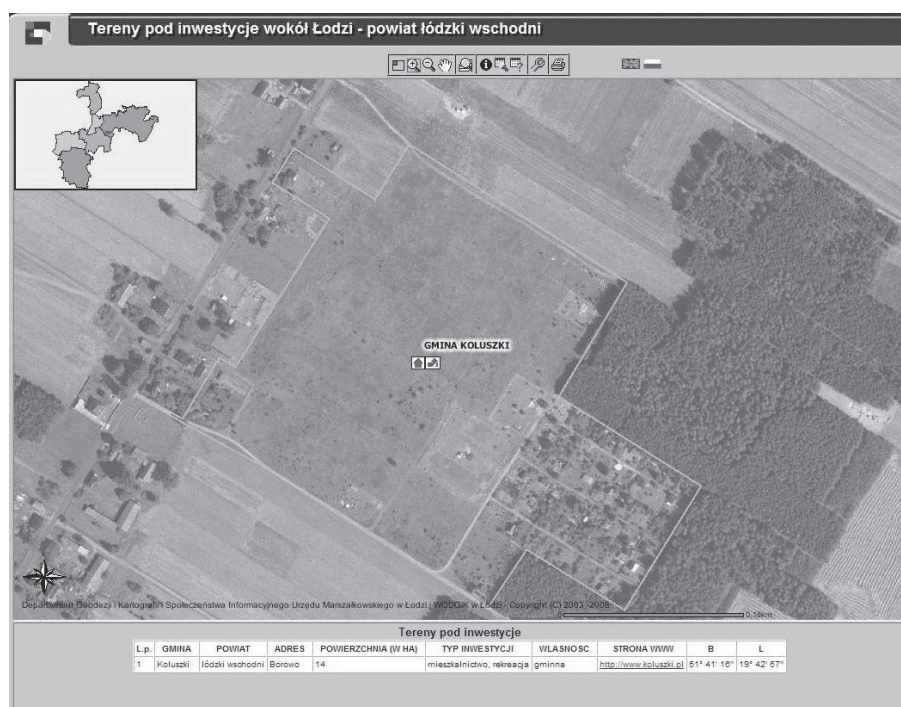 Tereny pod inwestycje wokół Łodzi - powiat łódzki wschodni
GMINA KOLUSZKI
Departament Geodezji i Kartografii Społeczeństwa Informacyjnego Urzędu Marszałkowskiego w Łodzi i WODGiK w Łodzi - Copyright (C) 2003 -2008
0 0,16km
Tereny pod inwestycje
L.p. GMINA POWIAT ADRES POWIERZCHNIA (W HA) TYP INWESTYCJI WLASNOSC STRONA WWW B L
1 Koluszki łódzki wschodni Borowo 14 mieszkalnictwo, rekreacja gminna http://www.koluszki.pl 51° 41' 16" 19° 42' 57"